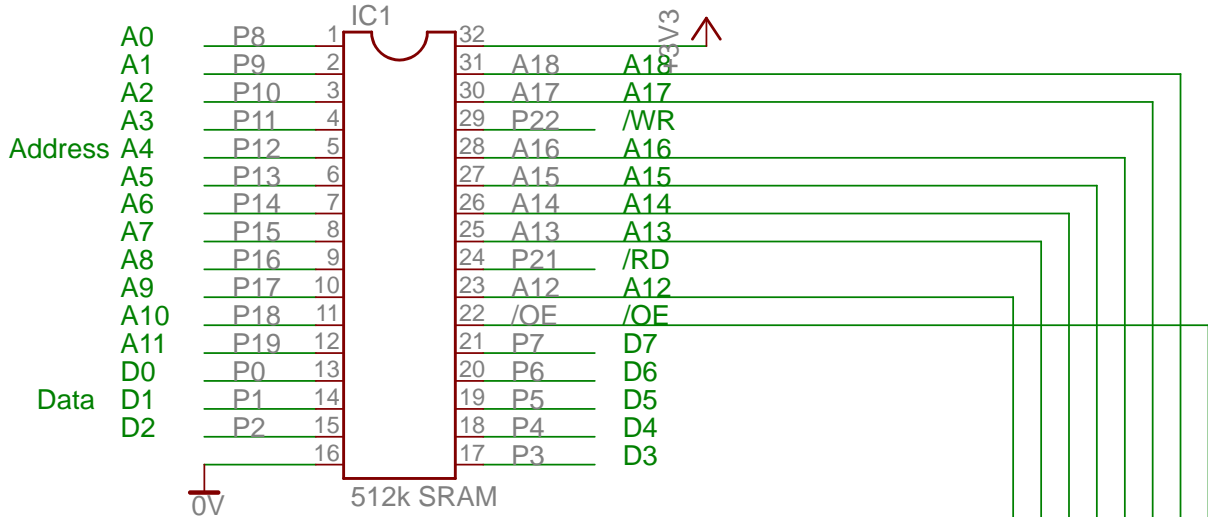 IC1
+3V3
A0 P8 1 32
A1 P9 2 31 A18 A18
A2 P10 3 30 A17 A17
A3 P11 4 29 P22 /WR
Address A4 P12 5 28 A16 A16
A5 P13 6 27 A15 A15
A6 P14 7 26 A14 A14
A7 P15 8 25 A13 A13
A8 P16 9 24 P21 /RD
A9 P17 10 23 A12 A12
A10 P18 11 22 /OE /OE
A11 P19 12 21 P7 D7
D0 P0 13 20 P6 D6
Data D1 P1 14 19 P5 D5
D2 P2 15 18 P4 D4
16 17 P3 D3
0V
512k SRAM